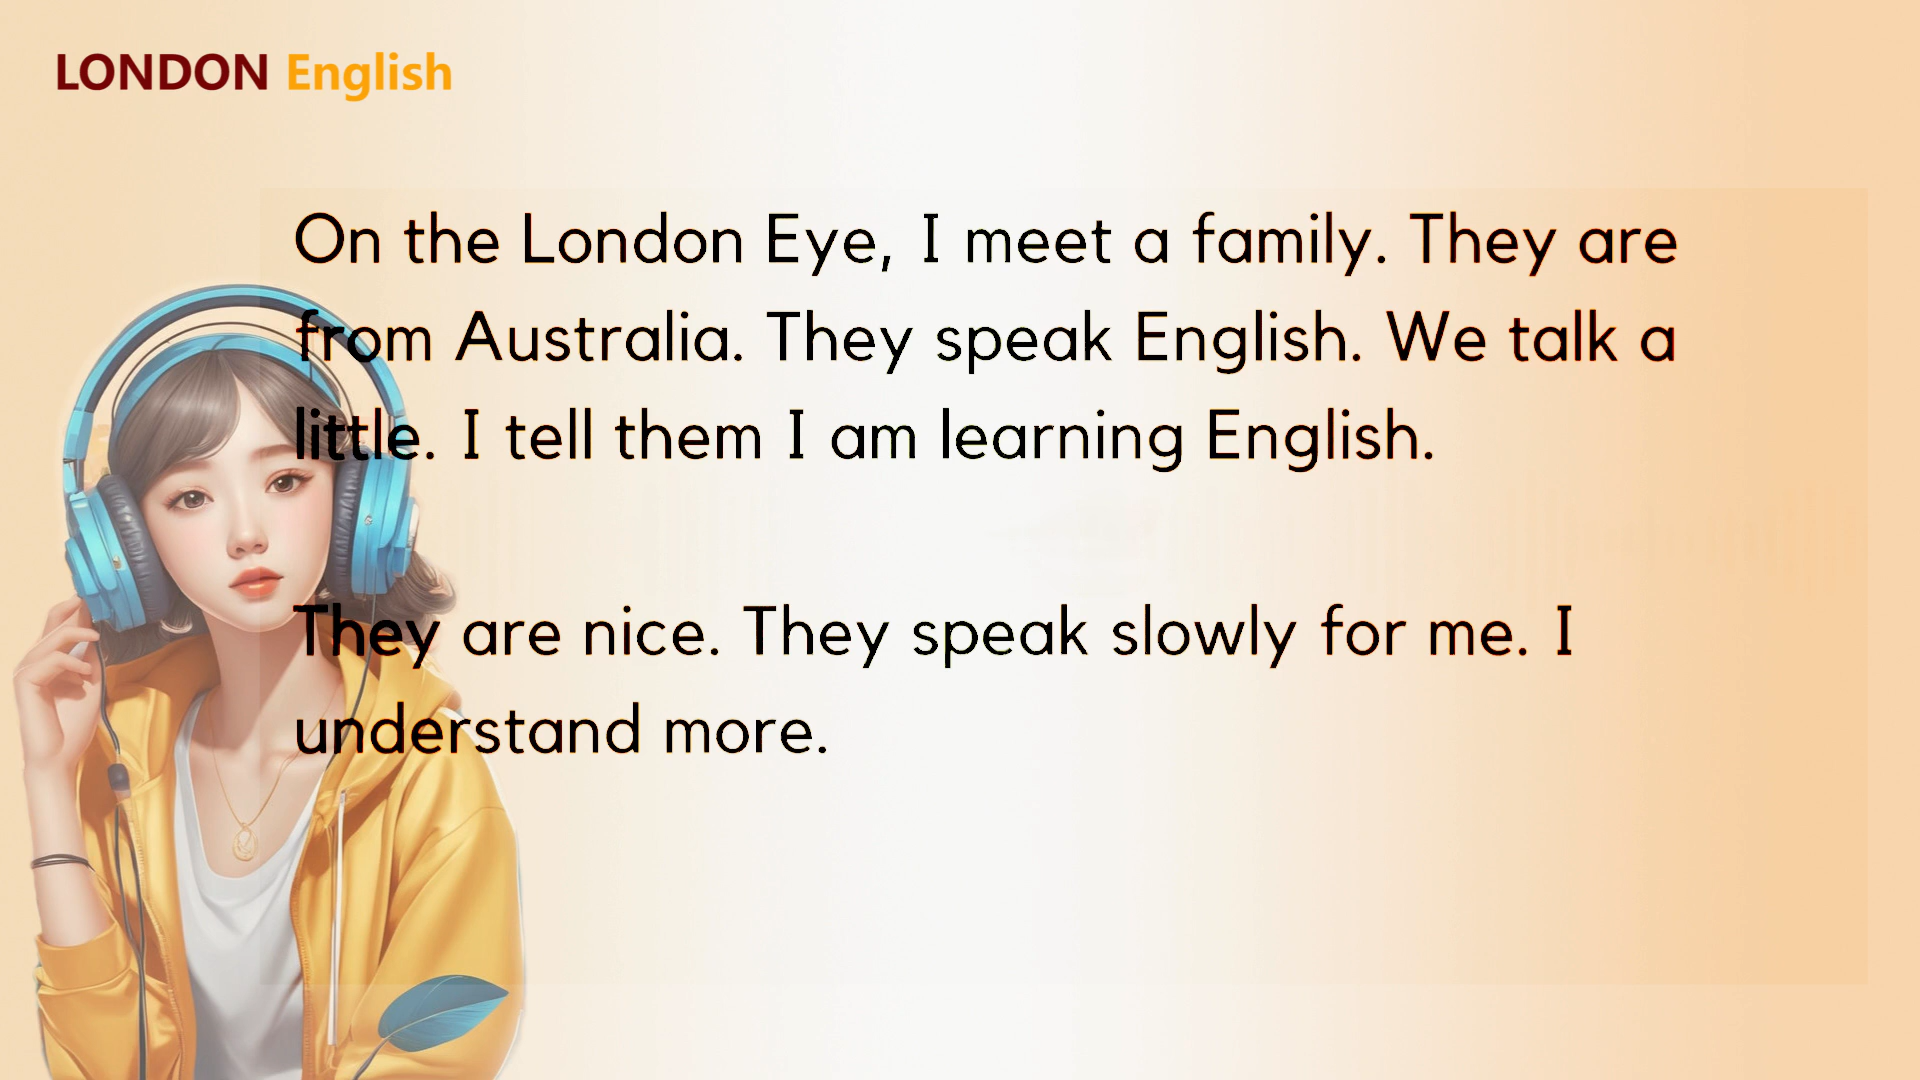 LONDON English
On the London Eye, I meet a family. They are
from Australia. They speak English. We talk a
little. I tell them I am learning English.
They are nice. They speak slowly for me. I
understand more.